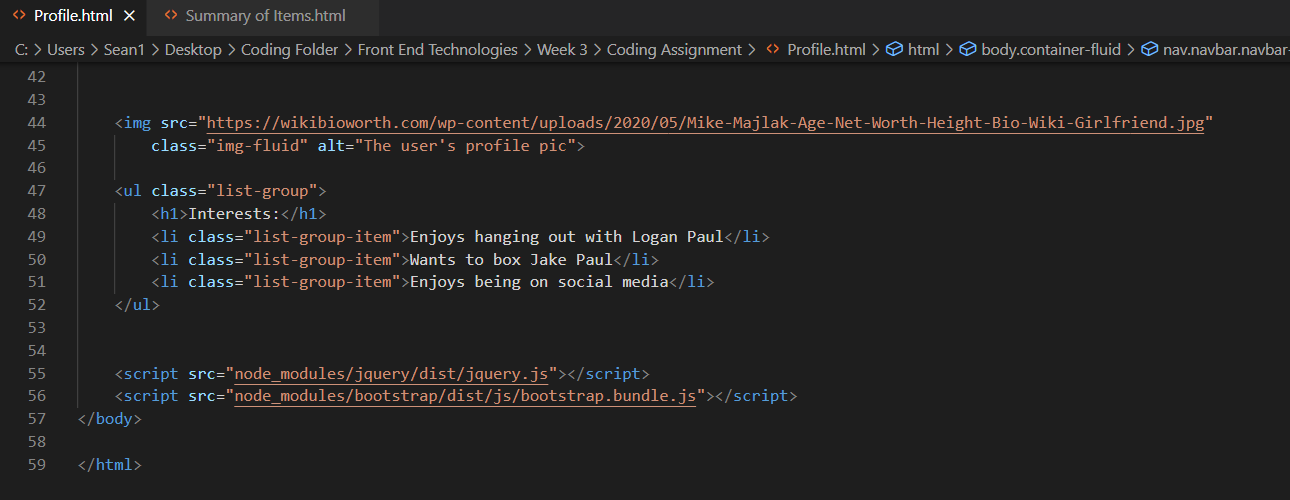 Profile.html Summary of Items.html
C: > Users > Sean1 > Desktop > Coding Folder > Front End Technologies > Week 3 > Coding Assignment > Profile.html > html > body.container-fluid > nav.navbar.navbar-
42
43
44 <img src="https://wikibioworth.com/wp-content/uploads/2020/05/Mike-Majlak-Age-Net-Worth-Height-Bio-Wiki-Girlfriend.jpg"
45 class="img-fluid" alt="The user's profile pic">
46
47 <ul class="list-group">
48 <h1>Interests:</h1>
49 <li class="list-group-item">Enjoys hanging out with Logan Paul</li>
50 <li class="list-group-item">Wants to box Jake Paul</li>
51 <li class="list-group-item">Enjoys being on social media</li>
52 </ul>
53
54
55 <script src="node_modules/jquery/dist/jquery.js"></script>
56 <script src="node_modules/bootstrap/dist/js/bootstrap.bundle.js"></script>
57 </body>
58
59 </html>